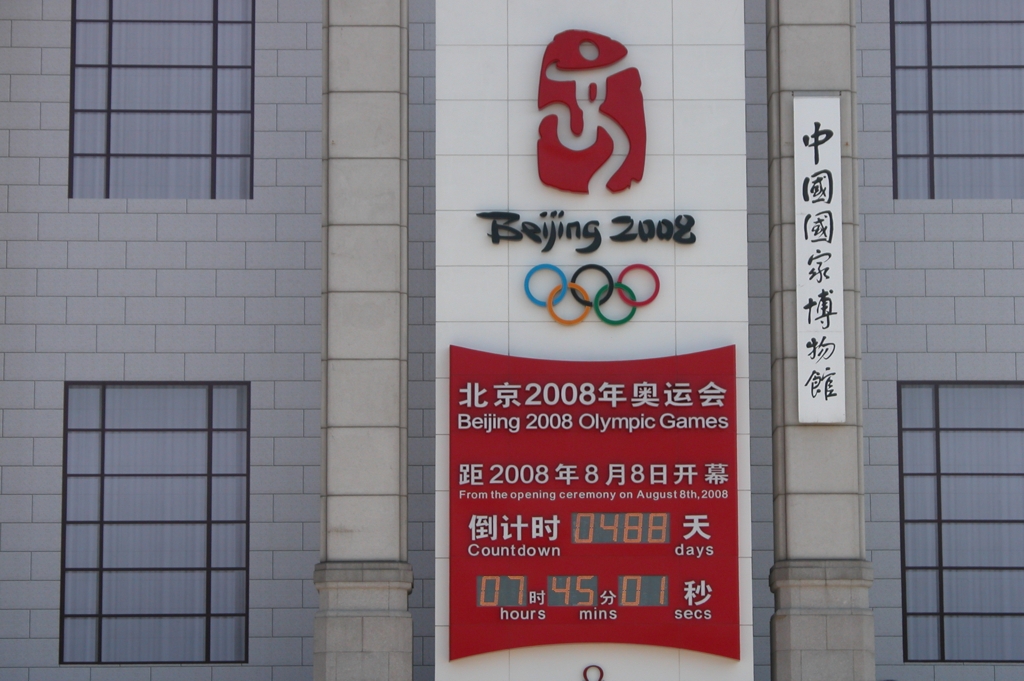 Beijing 2008
北京2008年奥运会
Beijing 2008 Olympic Games
距2008年8月8日开幕
From the opening ceremony on August 8th, 2008
倒计时 0488 天
Countdown days
07 时 45 分 01 秒
hours mins secs
中國國家博物館